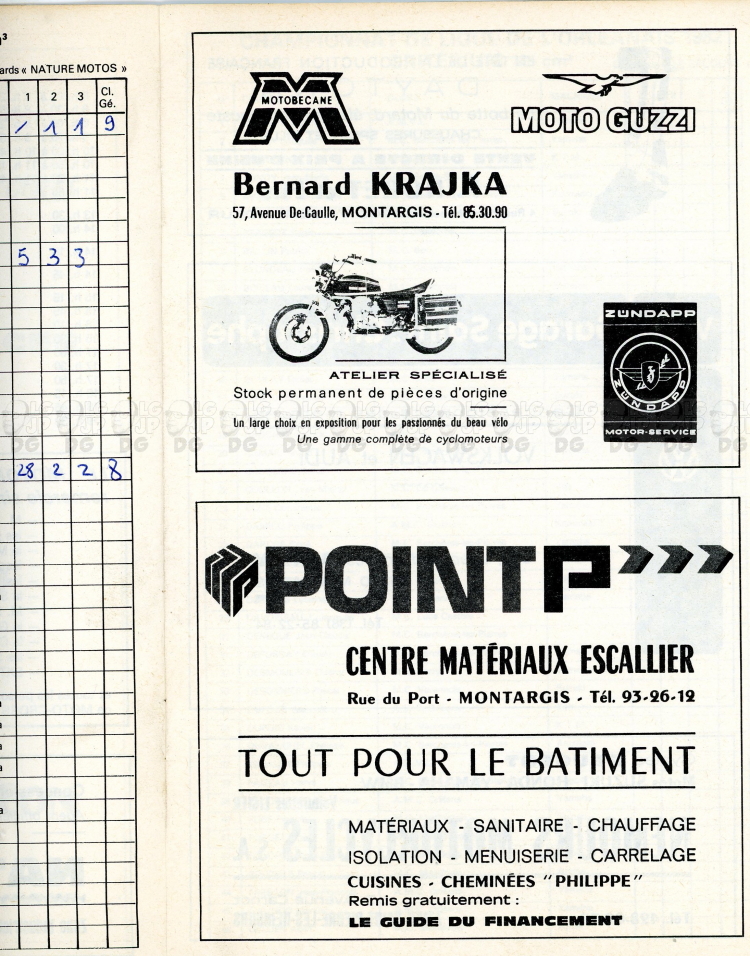 ³
ards « NATURE MOTOS »
1 2 3 Cl. Gé.
/ 1 1 9
5 3 3
28 2 2 8
MOTOBECANE
MOTO GUZZI
Bernard KRAJKA
57, Avenue De-Gaulle, MONTARGIS - Tél. 85.30.90
ZÜNDAPP
ZÜNDAPP
MOTOR-SERVICE
ATELIER SPÉCIALISÉ
Stock permanent de pièces d'origine
Un large choix en exposition pour les passionnés du beau vélo
Une gamme complète de cyclomoteurs
POINT P
CENTRE MATÉRIAUX ESCALLIER
Rue du Port - MONTARGIS - Tél. 93-26-12
TOUT POUR LE BATIMENT
MATÉRIAUX - SANITAIRE - CHAUFFAGE
ISOLATION - MENUISERIE - CARRELAGE
CUISINES - CHEMINÉES "PHILIPPE"
Remis gratuitement :
LE GUIDE DU FINANCEMENT